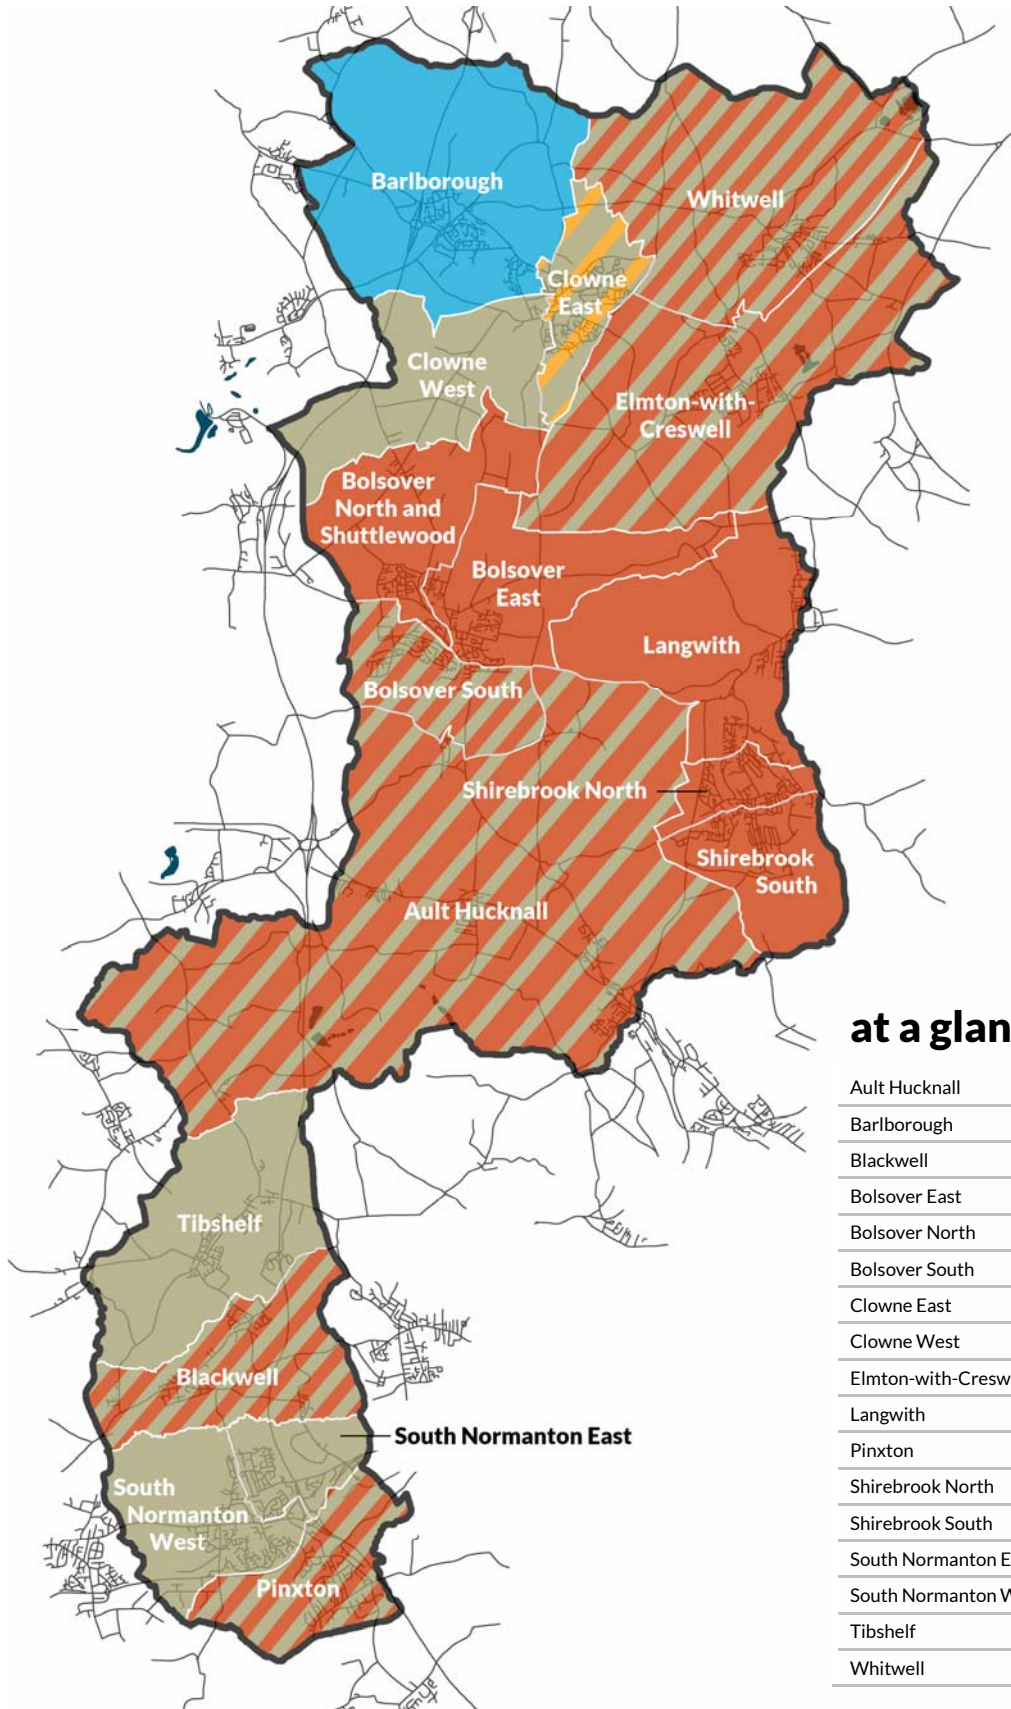 Barlborough
Whitwell
Clowne
East
Clowne
West
Elmton-with-
Creswell
Bolsover
North and
Shuttlewood
Bolsover
East
Langwith
Bolsover South
Shirebrook North
Shirebrook
South
Ault Hucknall
Tibshelf
Blackwell
South Normanton East
South
Normanton
West
Pinxton
at a glan
Ault Hucknall
Barlborough
Blackwell
Bolsover East
Bolsover North
Bolsover South
Clowne East
Clowne West
Elmton-with-Cresw
Langwith
Pinxton
Shirebrook North
Shirebrook South
South Normanton E
South Normanton W
Tibshelf
Whitwell